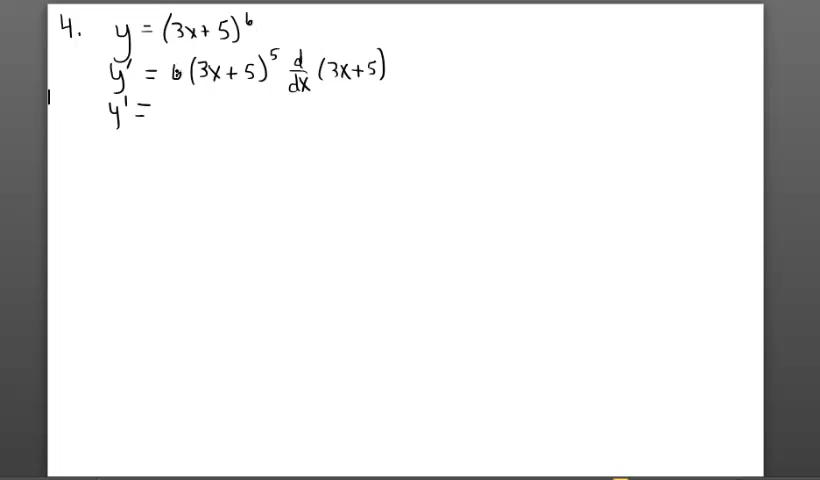 4. y = (3x+5)^6
y' = 6(3x+5)^5 d/dx (3x+5)
y' =